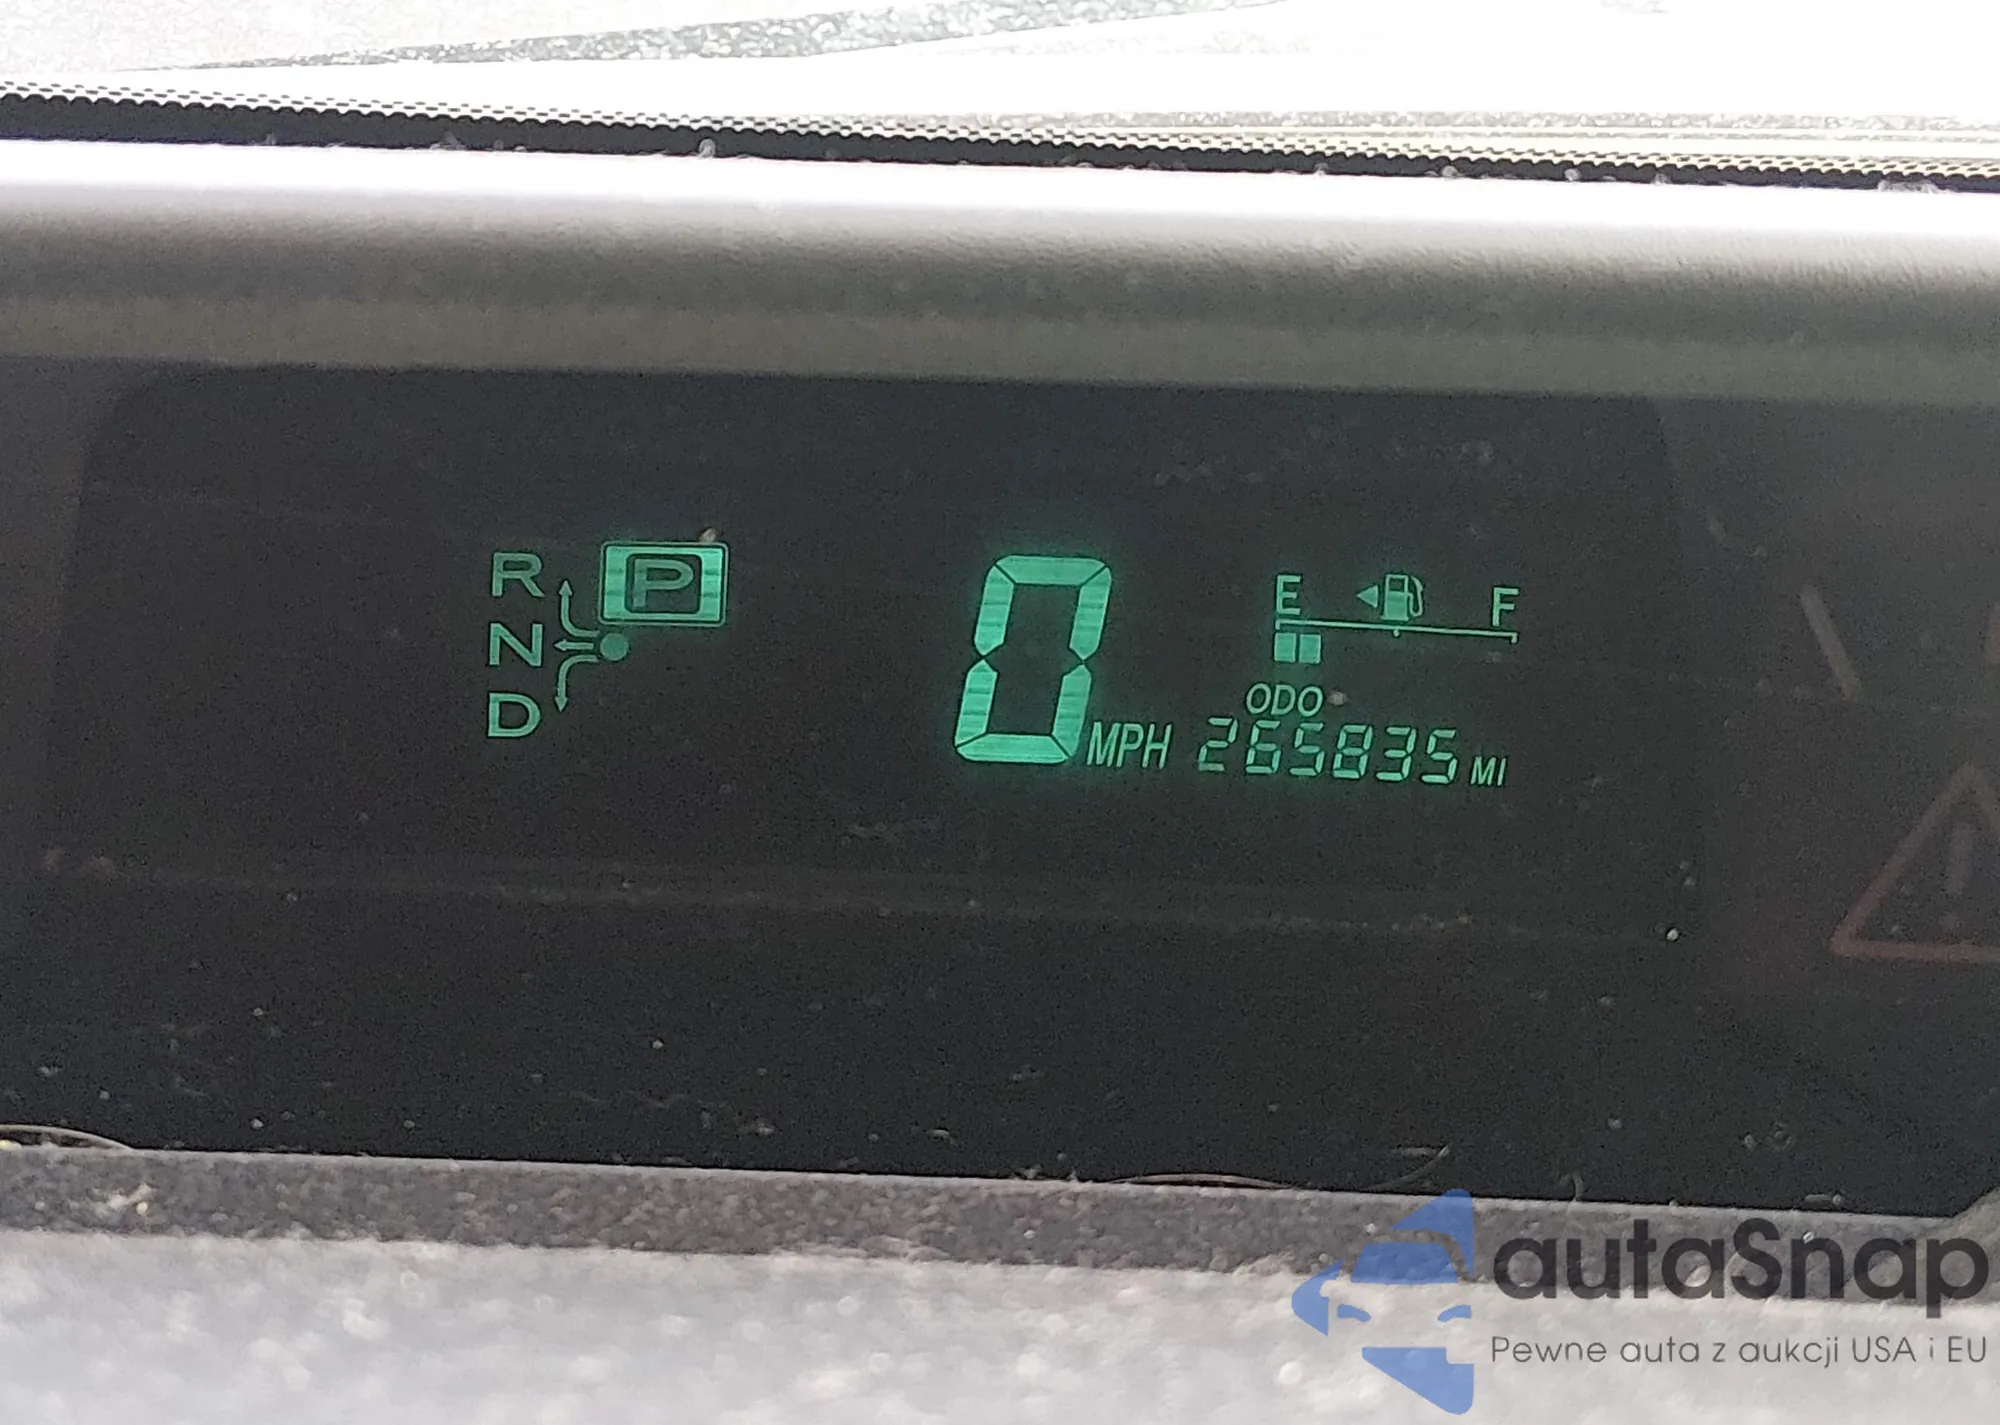 R P
N
D
0 MPH
E F
ODO
265835 MI
autaSnap
Pewne auta z aukcji USA i EU